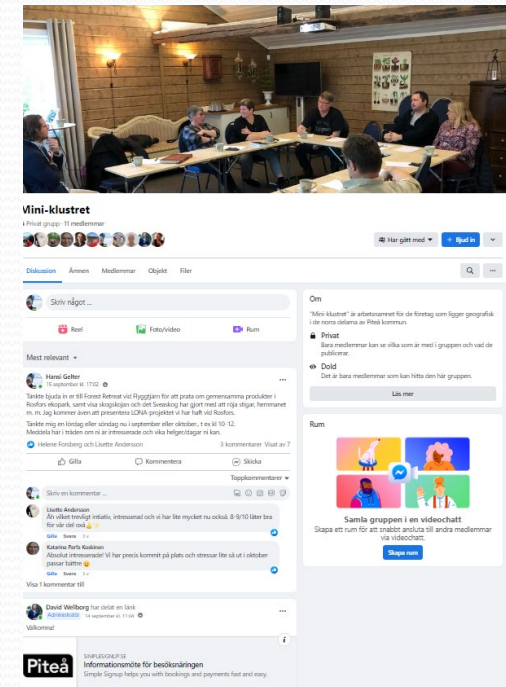 Mini-klustret
Privat grupp · 11 medlemmar
Har gått med
+ Bjud in
Diskussion Ämnen Medlemmar Objekt Filer
Skriv något ...
Reel Foto/video Rum
Mest relevant
Hansi Gelter
15 september kl. 17:02
Tänkte bjuda in er till Forest Retreat vid Flyggtjärn för att prata om gemensamma produkter i
Rosfors ekopark, samt visa skogskojan och det Sveaskog har gjort med att röja stigar, hemmanet
m. m. Jag kommer även att presentera LONA-projektet vi har haft vid Rosfors.
Tänkte mig en lördag eller söndag nu i september eller oktober, t ex kl 10-12.
Meddela här i tråden om ni är intresserade och vika helger/dagar ni kan.
Helene Forsberg och Lisette Andersson
3 kommentarer Visat av 7
Gilla Kommentera Skicka
Toppkommentarer
Skriv en kommentar ...
Lisette Andersson
Åh vilket trevligt intiativ, intresserad och vi har lite mycket nu också. 8-9/10 låter bra
för vår del oxå
Gilla Svara
Katarina Parfa Koskinen
Absolut intresserade! Vi har precis kommit på plats och stressar lite så ut i oktober
passar bättre
Gilla Svara
Visa 1 kommentar till
David Wellborg har delat en länk
Administratör 14 september kl. 11:04
Välkomna!
Piteå
SIMPLESIGNUP.SE
Informationsmöte för besöksnäringen
Simple Signup helps you with bookings and payments fast and easy.
Om
"Mini-klustret" är arbetsnamnet för de företag som ligger geografisk
i de norra delarna av Piteå kommun.
Privat
Bara medlemmar kan se vilka som är med i gruppen och vad de
publicerar.
Dold
Det är bara medlemmar som kan hitta den här gruppen.
Läs mer
Rum
Samla gruppen i en videochatt
Skapa ett rum för att snabbt ansluta till andra medlemmar
via videochatt.
Skapa rum